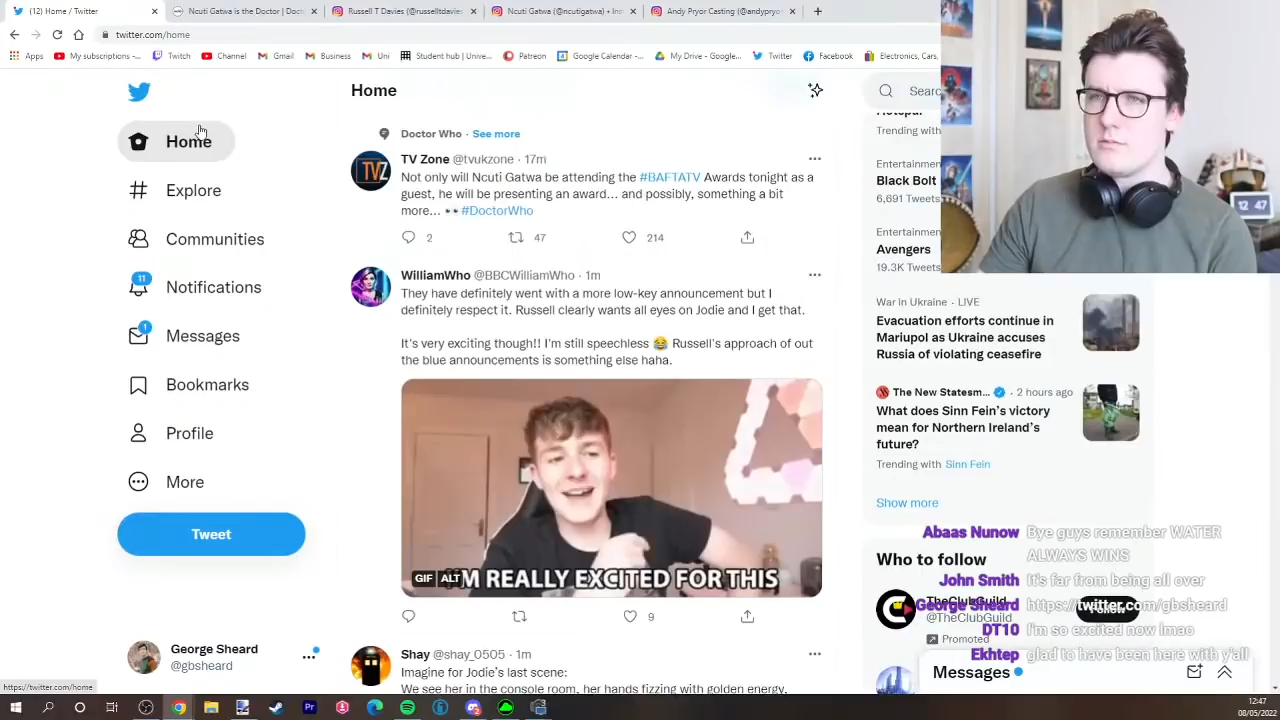 (12) Home / Twitter
Ncuti Gatwa is the Doctor | Doct
Russell T Davies (@russelltdavies
Ncuti Gatwa (@ncutigatwa) • Ins
Andy Pryor Casting (@andypryo
twitter.com/home
Apps
My subscriptions -...
Twitch
Channel
Gmail
Business
Uni
Student hub | Unive...
Patreon
Google Calendar -...
My Drive - Google...
Twitter
Facebook
Electronics, Cars,
Home
Explore
Communities
11
Notifications
1
Messages
Bookmarks
Profile
More
Tweet
George Sheard
@gbsheard
https://twitter.com/home
Home
Doctor Who · See more
TV Zone @tvukzone · 17m
TVZ
Not only will Ncuti Gatwa be attending the #BAFTATV Awards tonight as a
guest, he will be presenting an award... and possibly, something a bit
more... 👀 #DoctorWho
2 47 214
WilliamWho @BBCWilliamWho · 1m
They have definitely went with a more low-key announcement but I
definitely respect it. Russell clearly wants all eyes on Jodie and I get that.
It's very exciting though!! I'm still speechless 😂 Russell's approach of out
the blue announcements is something else haha.
GIF ALT
M REALLY EXCITED FOR THIS
9
Shay @shay_0505 · 1m
Imagine for Jodie's last scene:
We see her in the console room, her hands fizzing with golden energy,
Searc
Trending with
Entertainmen
Black Bolt
6,691 Tweets
Entertainmen
Avengers
19.3K Tweets
War in Ukraine · LIVE
Evacuation efforts continue in
Mariupol as Ukraine accuses
Russia of violating ceasefire
The New Statesm... · 2 hours ago
What does Sinn Fein's victory
mean for Northern Ireland's
future?
Trending with Sinn Fein
Show more
Who to follow
TheClubGuild
@TheClubGuild
Promoted
Messages
12 47
Abaas Nunow Bye guys remember WATER
ALWAYS WINS
John Smith It's far from being all over
George Sheard https://twitter.com/gbsheard
DT10 I'm so excited now lmao
Ekhtep glad to have been here with y'all
12:47
08/05/2022